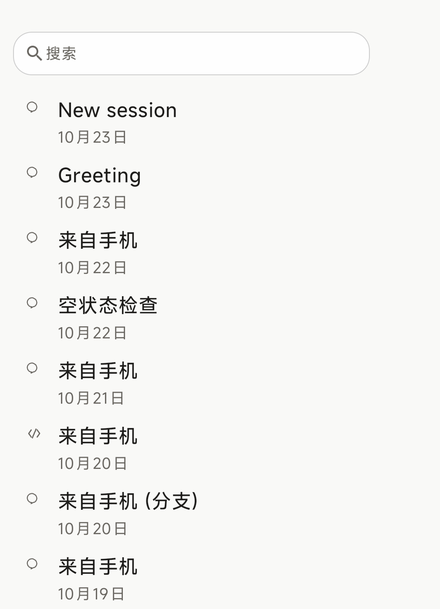 搜索
New session
10月23日
Greeting
10月23日
来自手机
10月22日
空状态检查
10月22日
来自手机
10月21日
来自手机
10月20日
来自手机 (分支)
10月20日
来自手机
10月19日